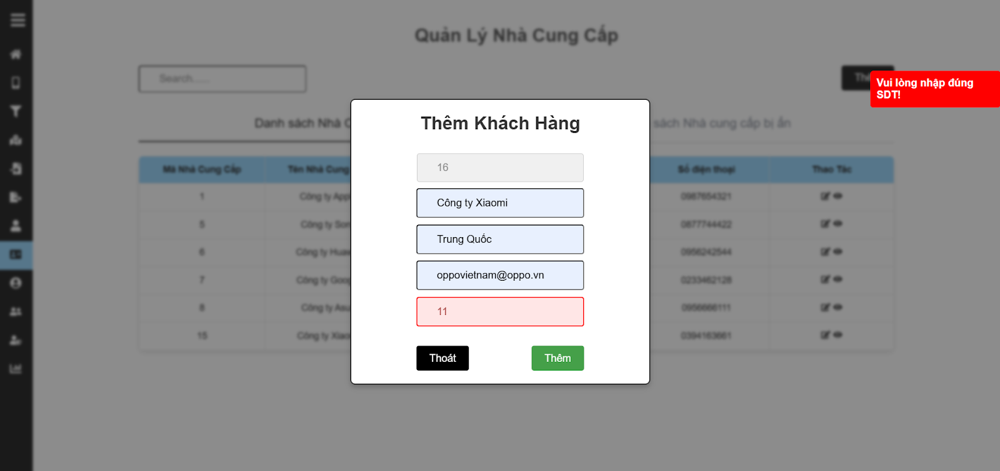 Quản Lý Nhà Cung Cấp
Search......
Vui lòng nhập đúng
SDT!
Danh sách Nhà C
sách Nhà cung cấp bị ẩn
Thêm Khách Hàng
16
Công ty Xiaomi
Trung Quốc
oppovietnam@oppo.vn
11
Thoát
Thêm
Mã Nhà Cung Cấp Tên Nhà Cung Số điện thoại Thao Tác
1 Công ty App 0987654321
5 Công ty Son 0877744422
6 Công ty Huaw 0956242544
7 Công ty Goog 0233462128
8 Công ty Asu 0956666111
15 Công ty Xiao 0394163661